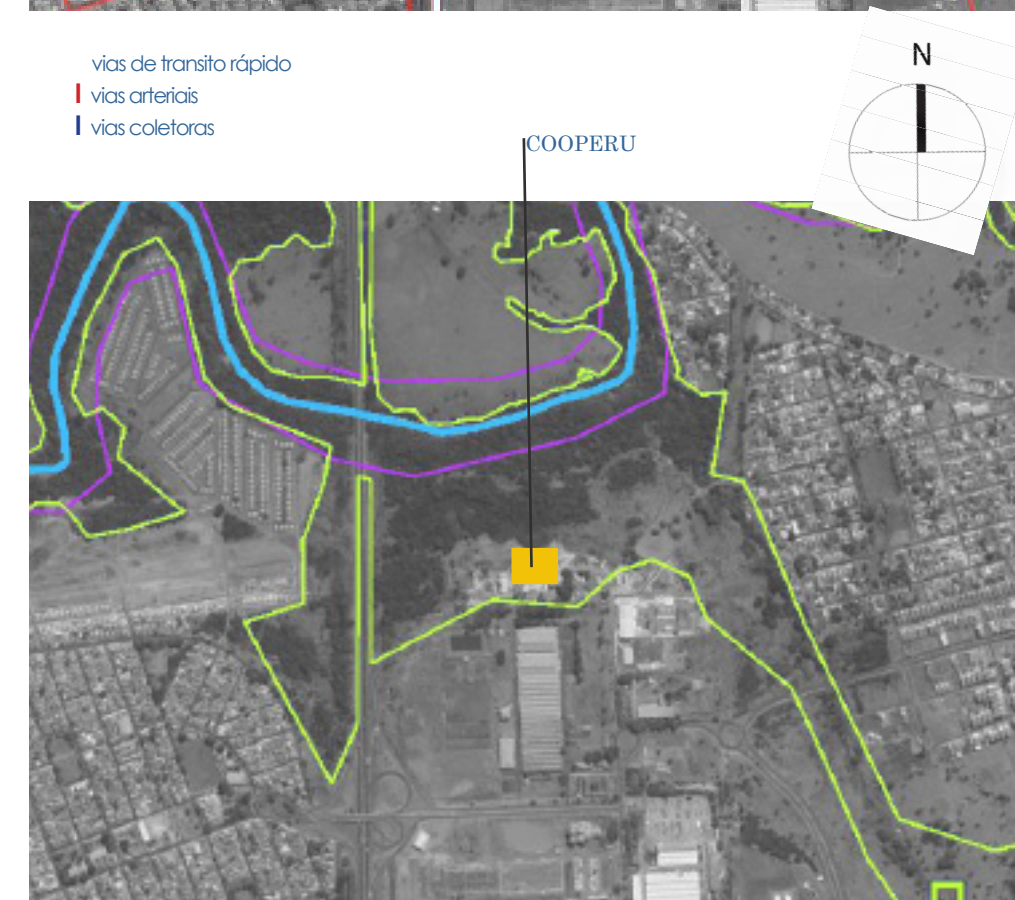 N
vias de transito rápido
vias arteriais
vias coletoras
COOPERU